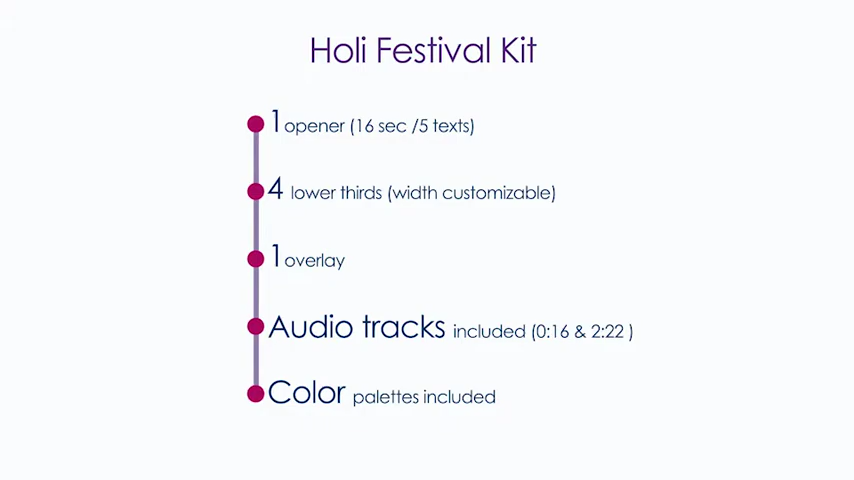 Holi Festival Kit
1 opener (16 sec /5 texts)
4 lower thirds (width customizable)
1 overlay
Audio tracks included (0:16 & 2:22 )
Color palettes included